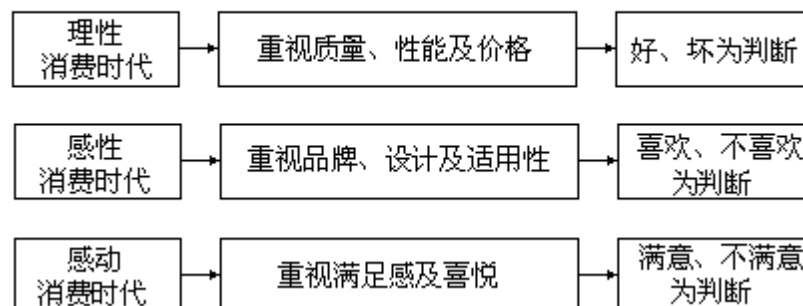 理性
消费时代
重视质量、性能及价格
好、坏为判断
感性
消费时代
重视品牌、设计及适用性
喜欢、不喜欢
为判断
感动
消费时代
重视满足感及喜悦
满意、不满意
为判断